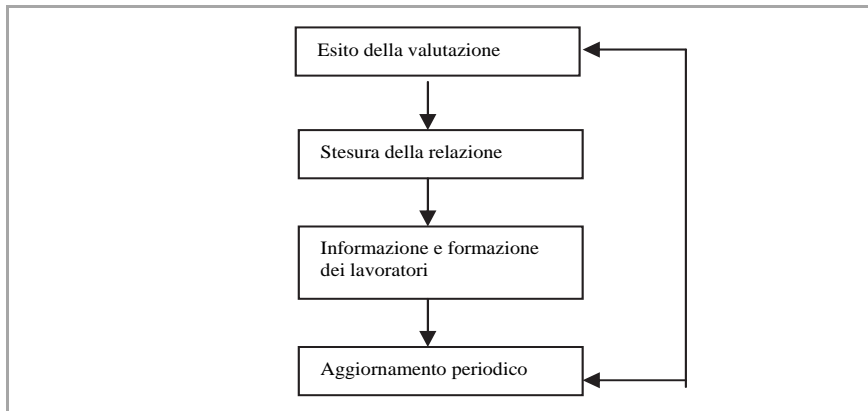 Esito della valutazione
Stesura della relazione
Informazione e formazione
dei lavoratori
Aggiornamento periodico